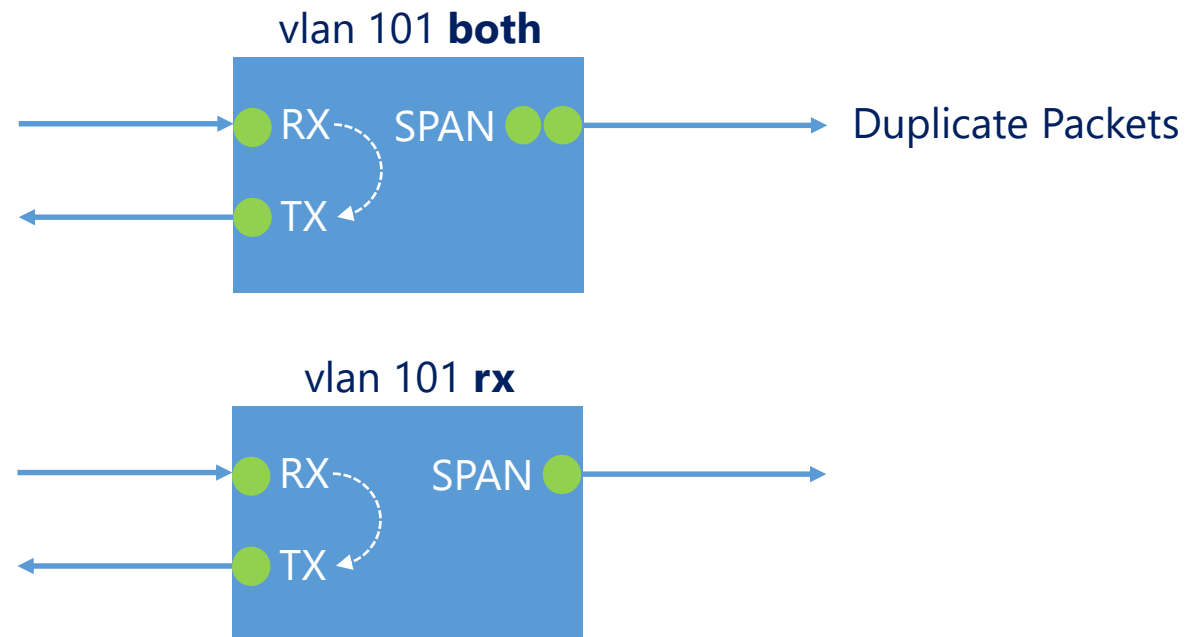 vlan 101 both
RX SPAN Duplicate Packets
TX
vlan 101 rx
RX SPAN
TX